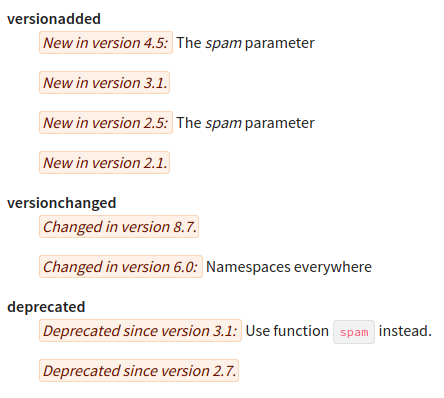 versionadded
New in version 4.5: The spam parameter
New in version 3.1.
New in version 2.5: The spam parameter
New in version 2.1.
versionchanged
Changed in version 8.7.
Changed in version 6.0: Namespaces everywhere
deprecated
Deprecated since version 3.1: Use function spam instead.
Deprecated since version 2.7.